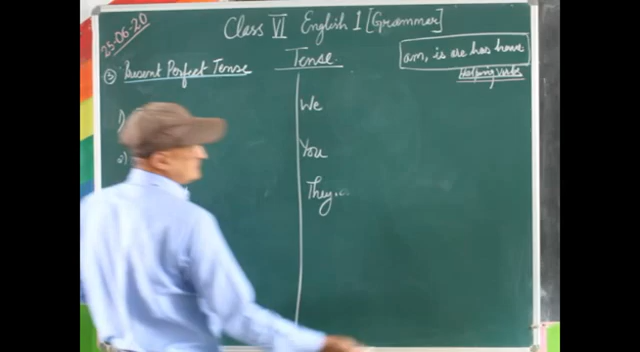 25-06-20
Class VI English 1 [Grammar]
Tense
am, is are has have
Helping Verbs
③ Present Perfect Tense
We
You
They